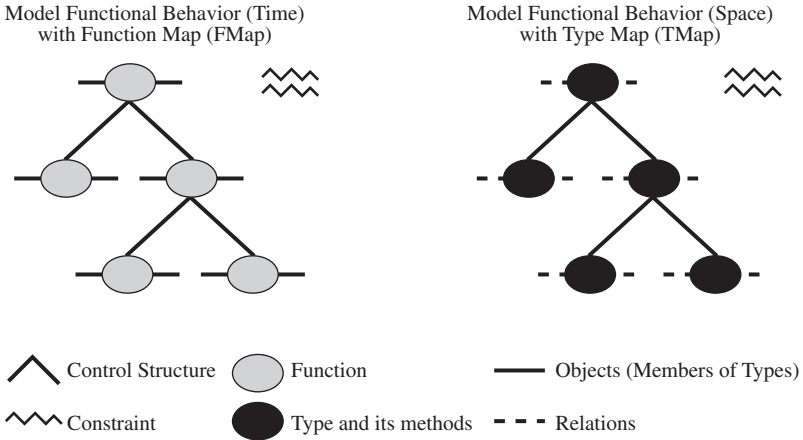 Model Functional Behavior (Time)
with Function Map (FMap)
Model Functional Behavior (Space)
with Type Map (TMap)
Control Structure
Function
Objects (Members of Types)
Constraint
Type and its methods
Relations